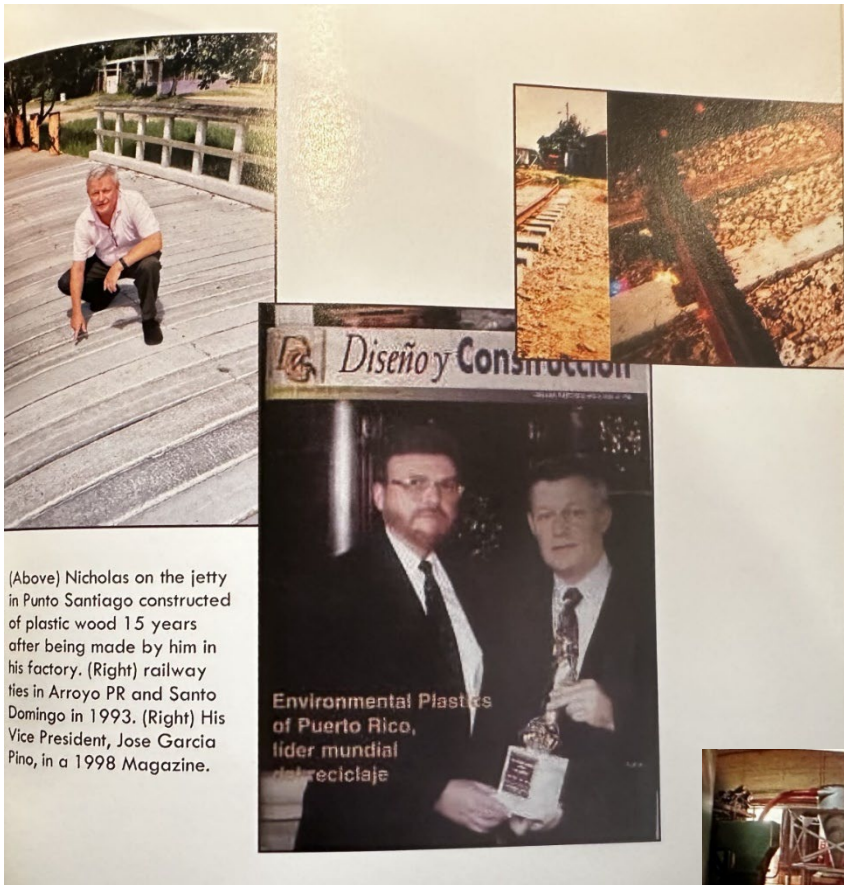 DC Diseño y Construcción
Environmental Plastics
of Puerto Rico,
líder mundial
del reciclaje
(Above) Nicholas on the jetty
in Punto Santiago constructed
of plastic wood 15 years
after being made by him in
his factory. (Right) railway
ties in Arroyo PR and Santo
Domingo in 1993. (Right) His
Vice President, Jose Garcia
Pino, in a 1998 Magazine.